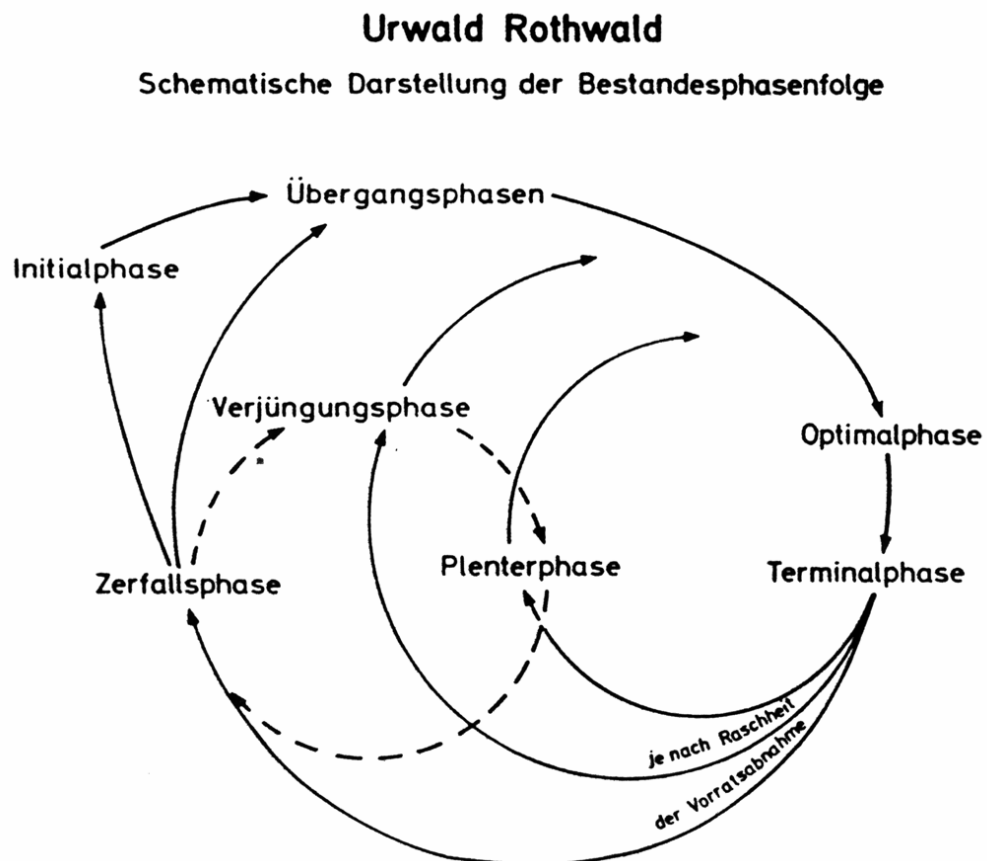 Urwald Rothwald
Schematische Darstellung der Bestandesphasenfolge
Übergangsphasen
Initialphase
Verjüngungsphase
Optimalphase
Plenterphase
Terminalphase
Zerfallsphase
je nach Raschheit
der Vorratsabnahme